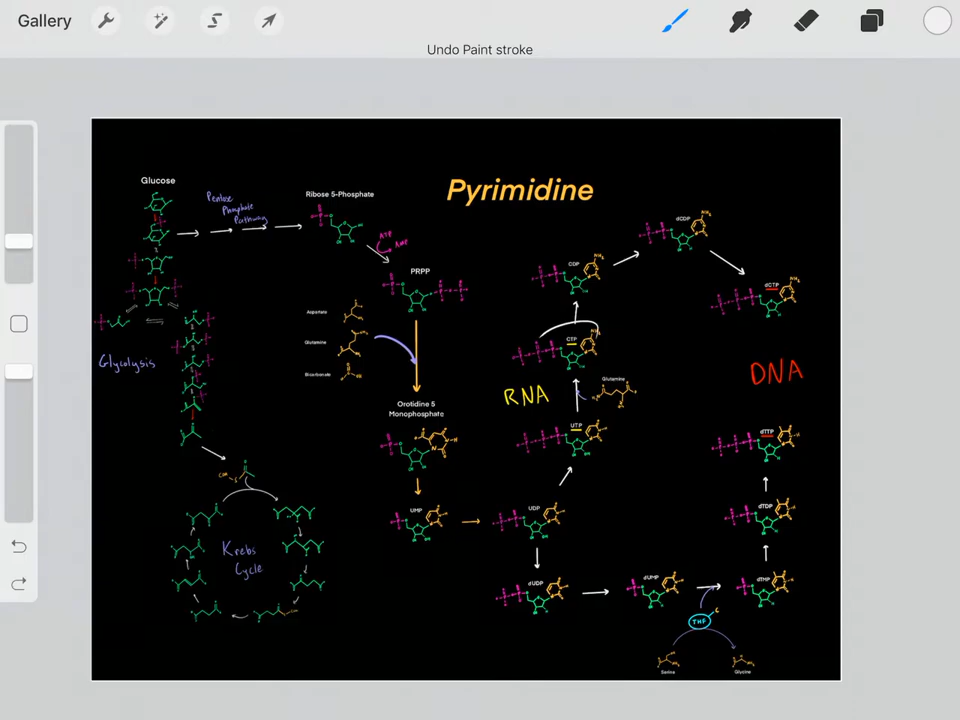 Gallery
Undo Paint stroke
Pyrimidine
Glucose
Pentose
Phosphate
Pathway
Ribose 5-Phosphate
ATP
AMP
PRPP
Aspartate
Glutamine
Bicarbonate
Orotidine 5
Monophosphate
UMP
Glycolysis
CoA
Krebs
Cycle
dCDP
CDP
dCTP
CTP
RNA
DNA
Glutamine
UTP
dTTP
UDP
dTDP
dUDP
dUMP
dTMP
THF
C
Serine
Glycine